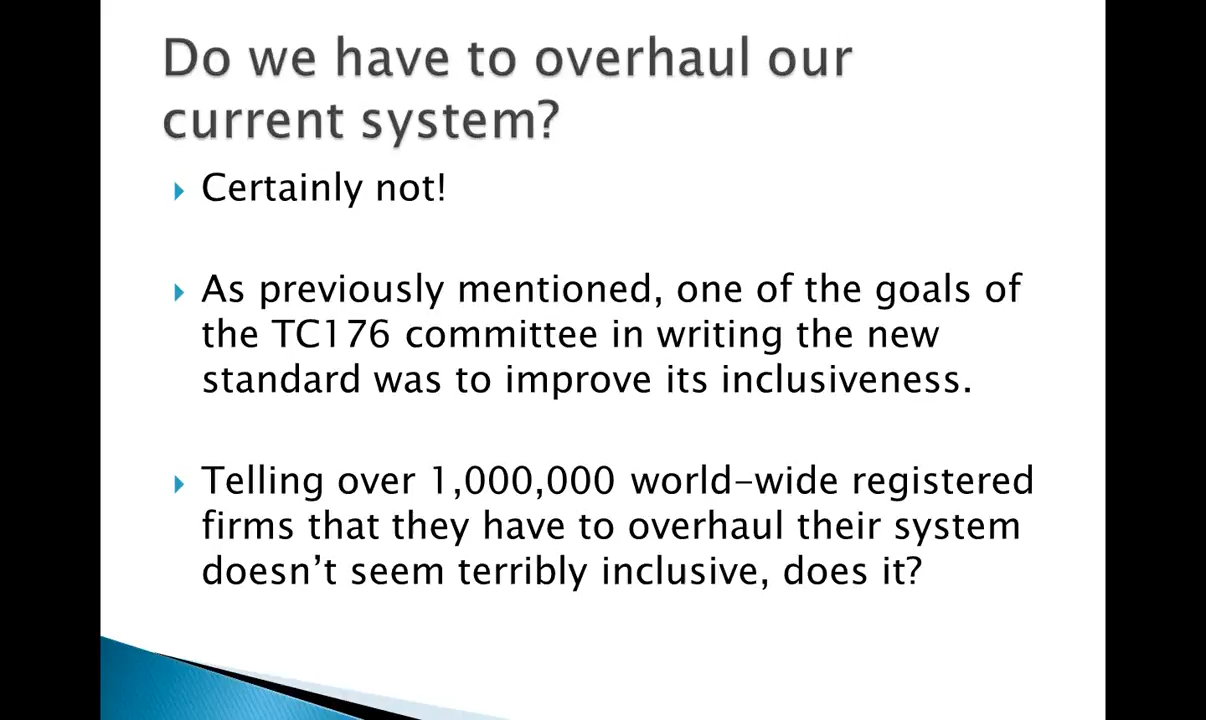 Do we have to overhaul our
current system?
Certainly not!
As previously mentioned, one of the goals of
the TC176 committee in writing the new
standard was to improve its inclusiveness.
Telling over 1,000,000 world-wide registered
firms that they have to overhaul their system
doesn’t seem terribly inclusive, does it?